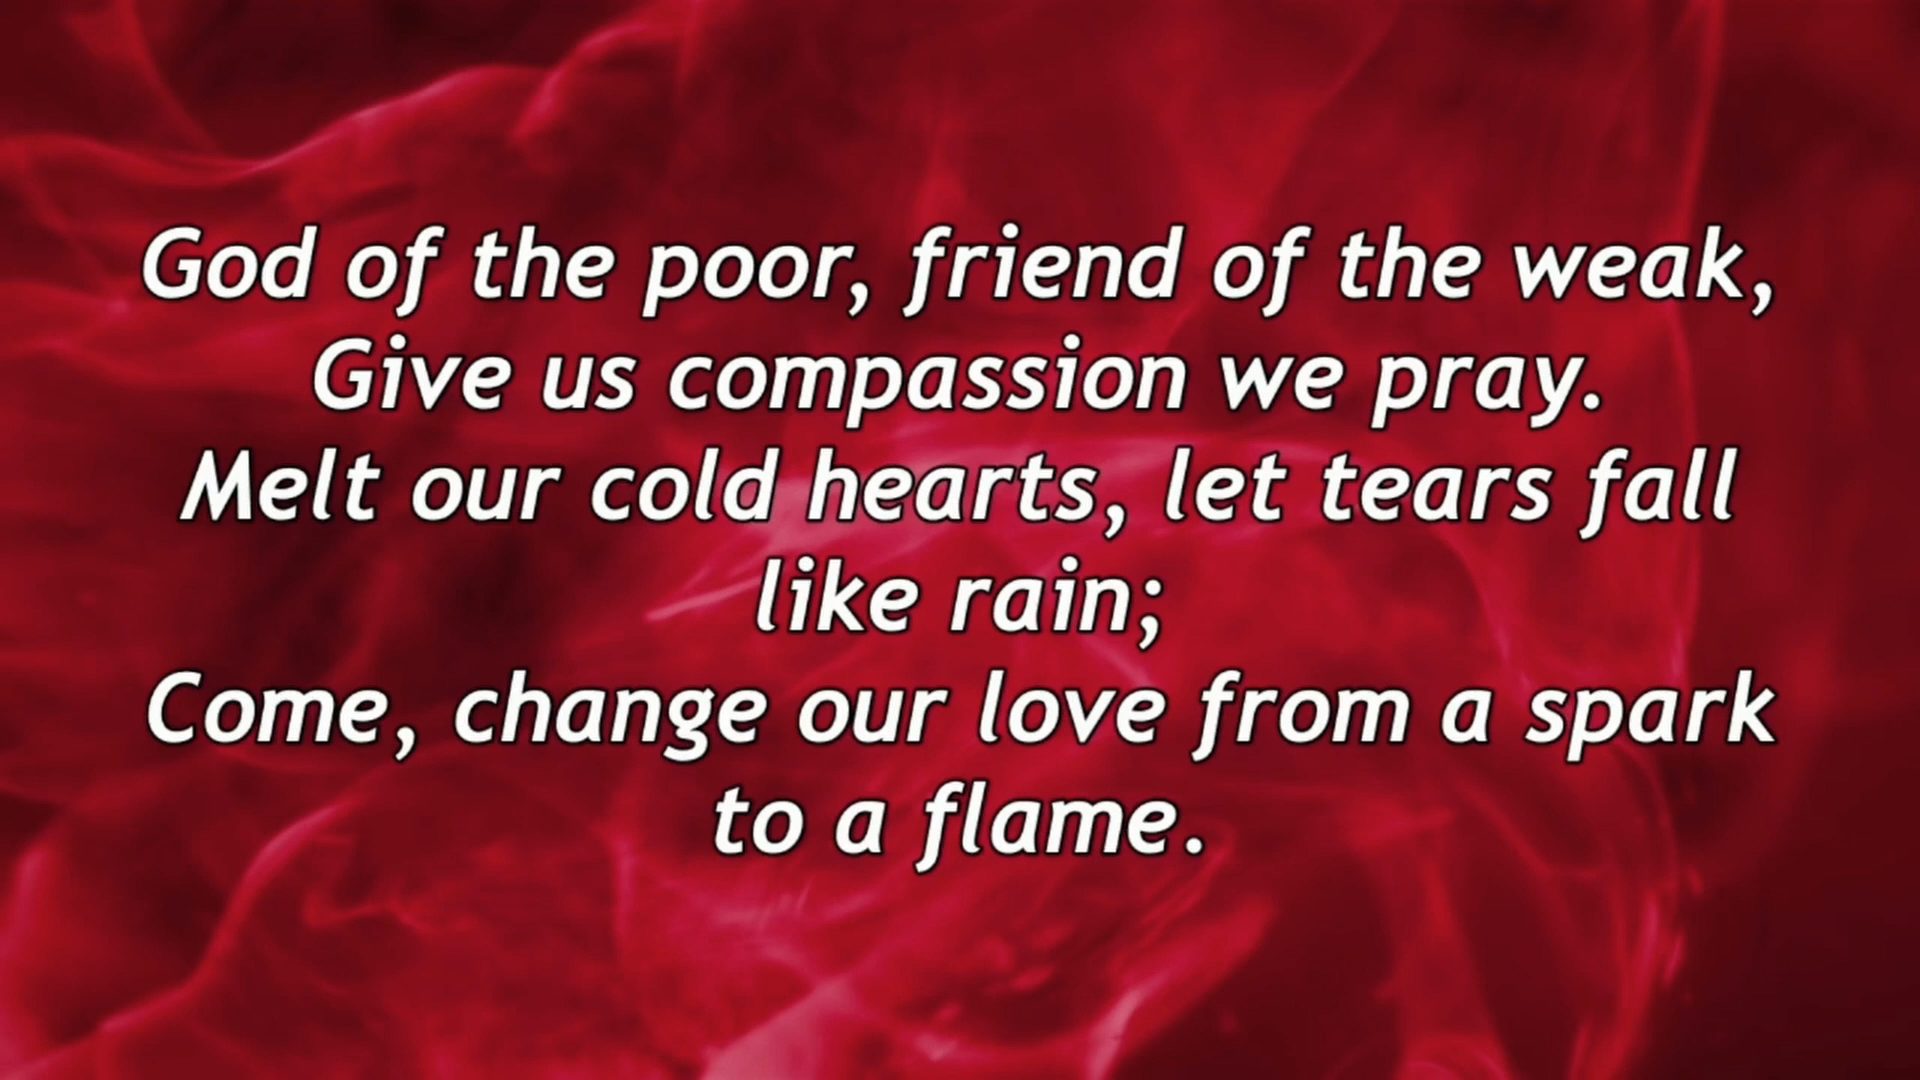 God of the poor, friend of the weak,
Give us compassion we pray.
Melt our cold hearts, let tears fall
like rain;
Come, change our love from a spark
to a flame.